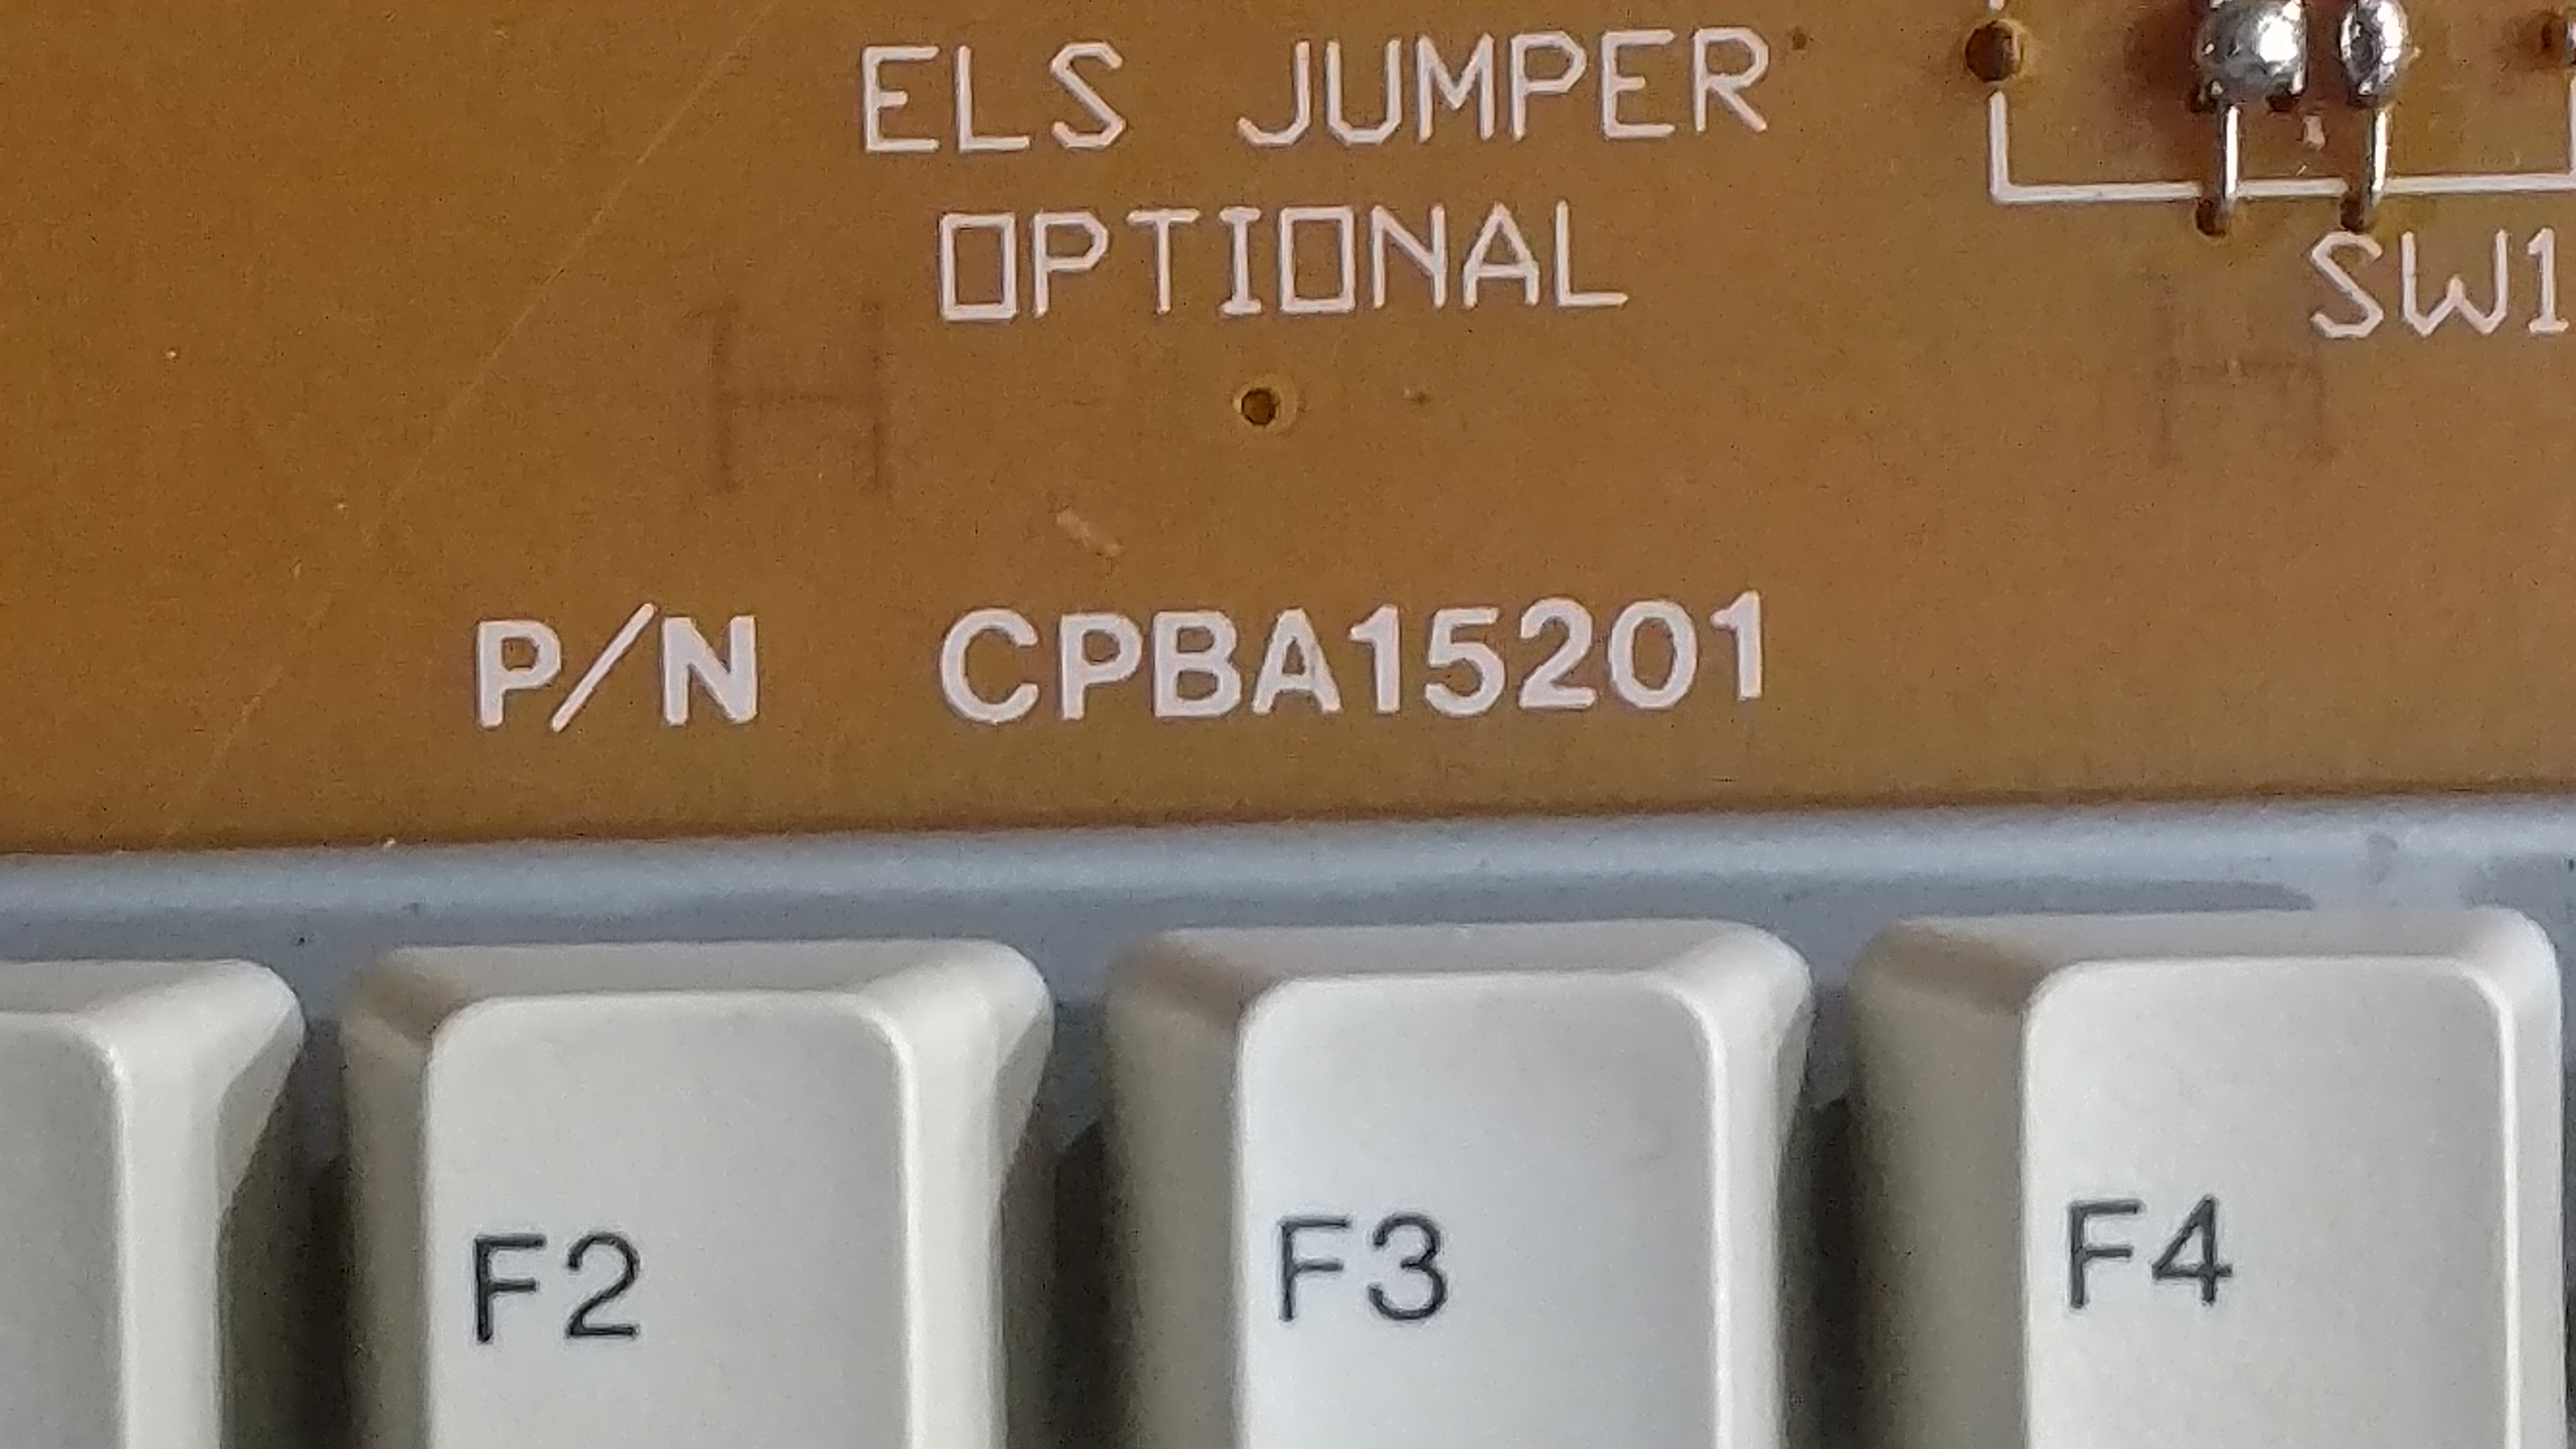 ELS JUMPER
OPTIONAL
SW1
P/N CPBA15201
F2
F3
F4